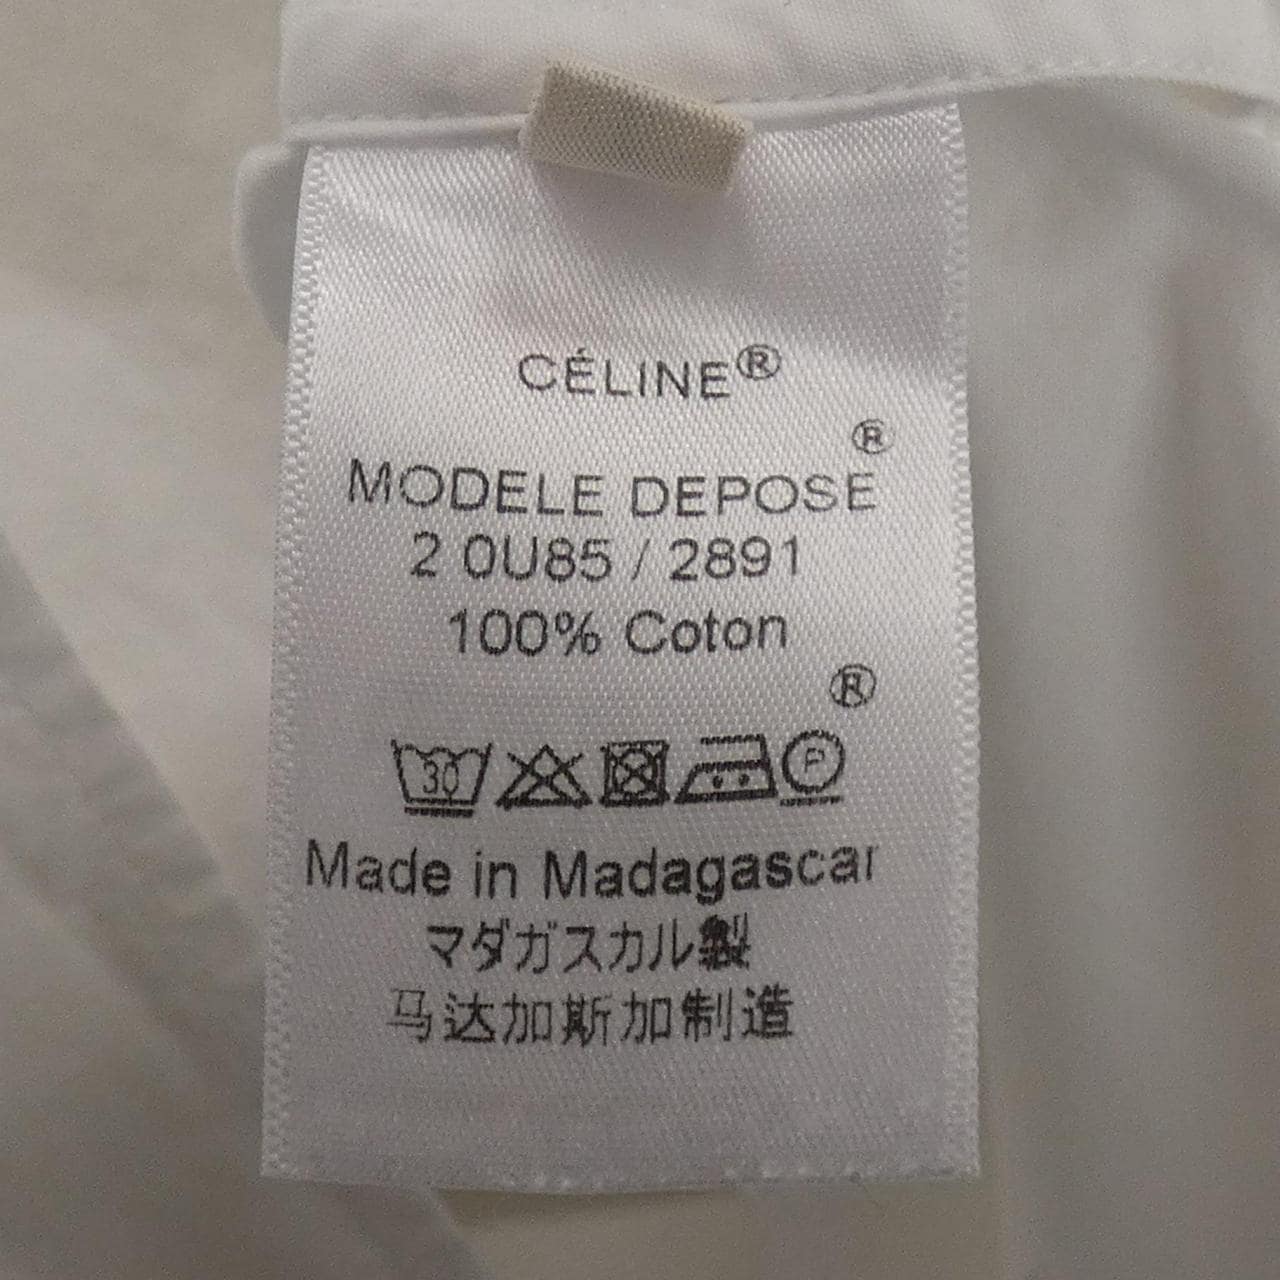 CÉLINE®
®
MODELE DEPOSE
2 0U85 / 2891
100% Coton
®
30 P
Made in Madagascar
マダガスカル製
马达加斯加制造